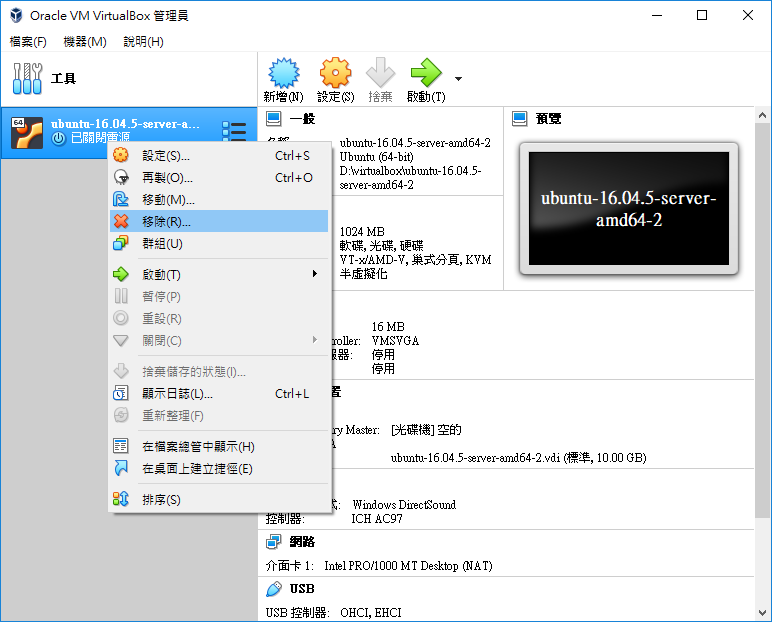 Oracle VM VirtualBox 管理員
檔案(F) 機器(M) 說明(H)
工具
新增(N) 設定(S) 捨棄 啟動(T)
64
ubuntu-16.04.5-server-a...
已關閉電源
設定(S)... Ctrl+S
再製(O)... Ctrl+O
移動(M)...
移除(R)...
群組(U)
啟動(T)
暫停(P)
重設(R)
關閉(C)
捨棄儲存的狀態(I)...
顯示日誌(L)... Ctrl+L
重新整理(F)
在檔案總管中顯示(H)
在桌面上建立捷徑(E)
排序(S)
一般
ubuntu-16.04.5-server-amd64-2
Ubuntu (64-bit)
D:\virtualbox\ubuntu-16.04.5-
server-amd64-2
1024 MB
軟碟, 光碟, 硬碟
VT-x/AMD-V, 巢式分頁, KVM
半虛擬化
預覽
ubuntu-16.04.5-server-
amd64-2
16 MB
roller: VMSVGA
服器: 停用
停用
置
ry Master: [光碟機] 空的
ubuntu-16.04.5-server-amd64-2.vdi (標準, 10.00 GB)
式: Windows DirectSound
控制器: ICH AC97
網路
介面卡 1: Intel PRO/1000 MT Desktop (NAT)
USB
USB 控制器: OHCI, EHCI